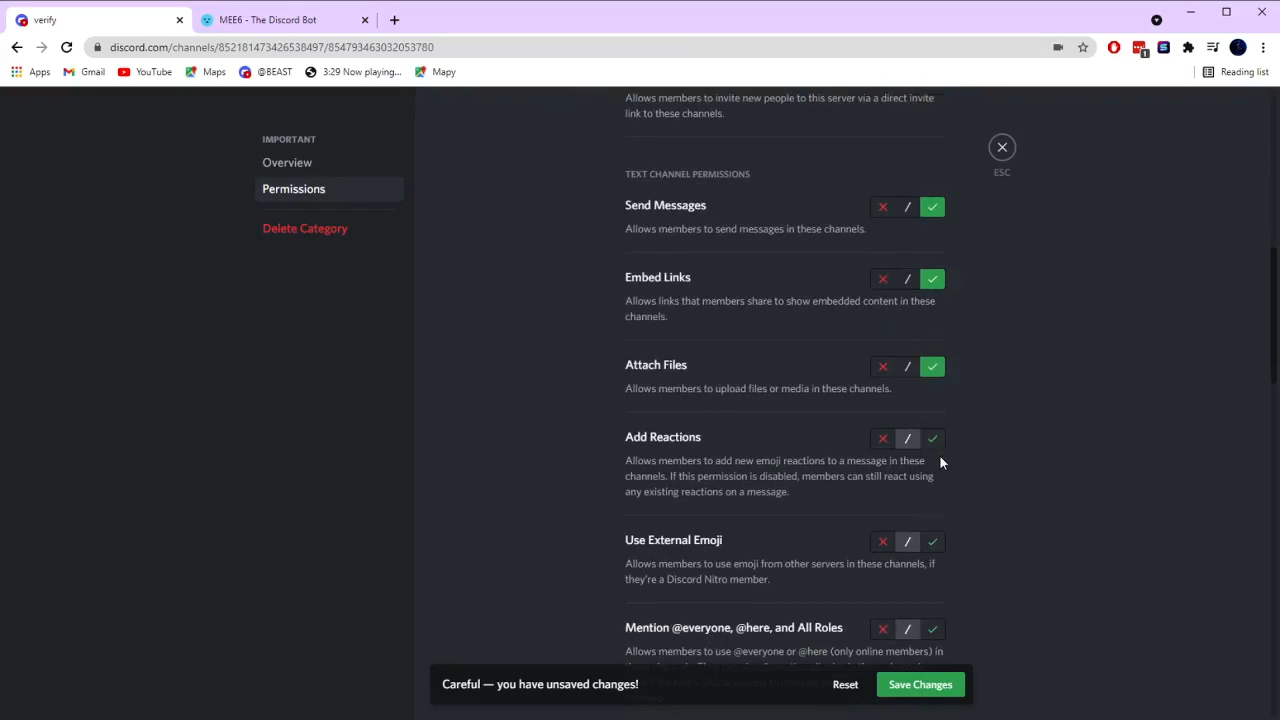 verify
MEE6 - The Discord Bot
discord.com/channels/852181473426538497/854793463032053780
1
Apps
Gmail
YouTube
Maps
@BEAST
3:29 Now playing...
Mapy
Reading list
IMPORTANT
Overview
Permissions
Delete Category
Allows members to invite new people to this server via a direct invite
link to these channels.
ESC
TEXT CHANNEL PERMISSIONS
Send Messages
Allows members to send messages in these channels.
Embed Links
Allows links that members share to show embedded content in these
channels.
Attach Files
Allows members to upload files or media in these channels.
Add Reactions
Allows members to add new emoji reactions to a message in these
channels. If this permission is disabled, members can still react using
any existing reactions on a message.
Use External Emoji
Allows members to use emoji from other servers in these channels, if
they're a Discord Nitro member.
Mention @everyone, @here, and All Roles
Allows members to use @everyone or @here (only online members) in
Careful — you have unsaved changes!
Reset
Save Changes